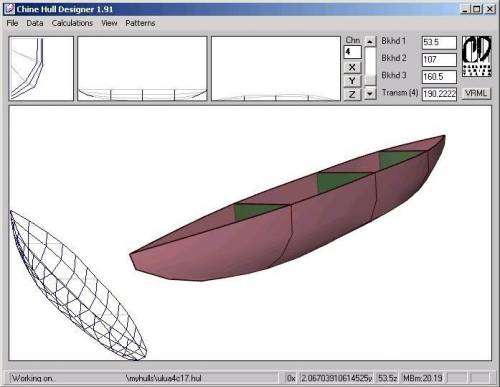 Chine Hull Designer 1.91
File Data Calculations View Patterns
Chn
4
X
Y
Z
Bkhd 1 53.5
Bkhd 2 107
Bkhd 3 160.5
Transm (4) 190.2222
VRML
Working on.. \myhulls\ulua4c17.hul 0x 2.06703910614525y 53.5z MBm:20.19